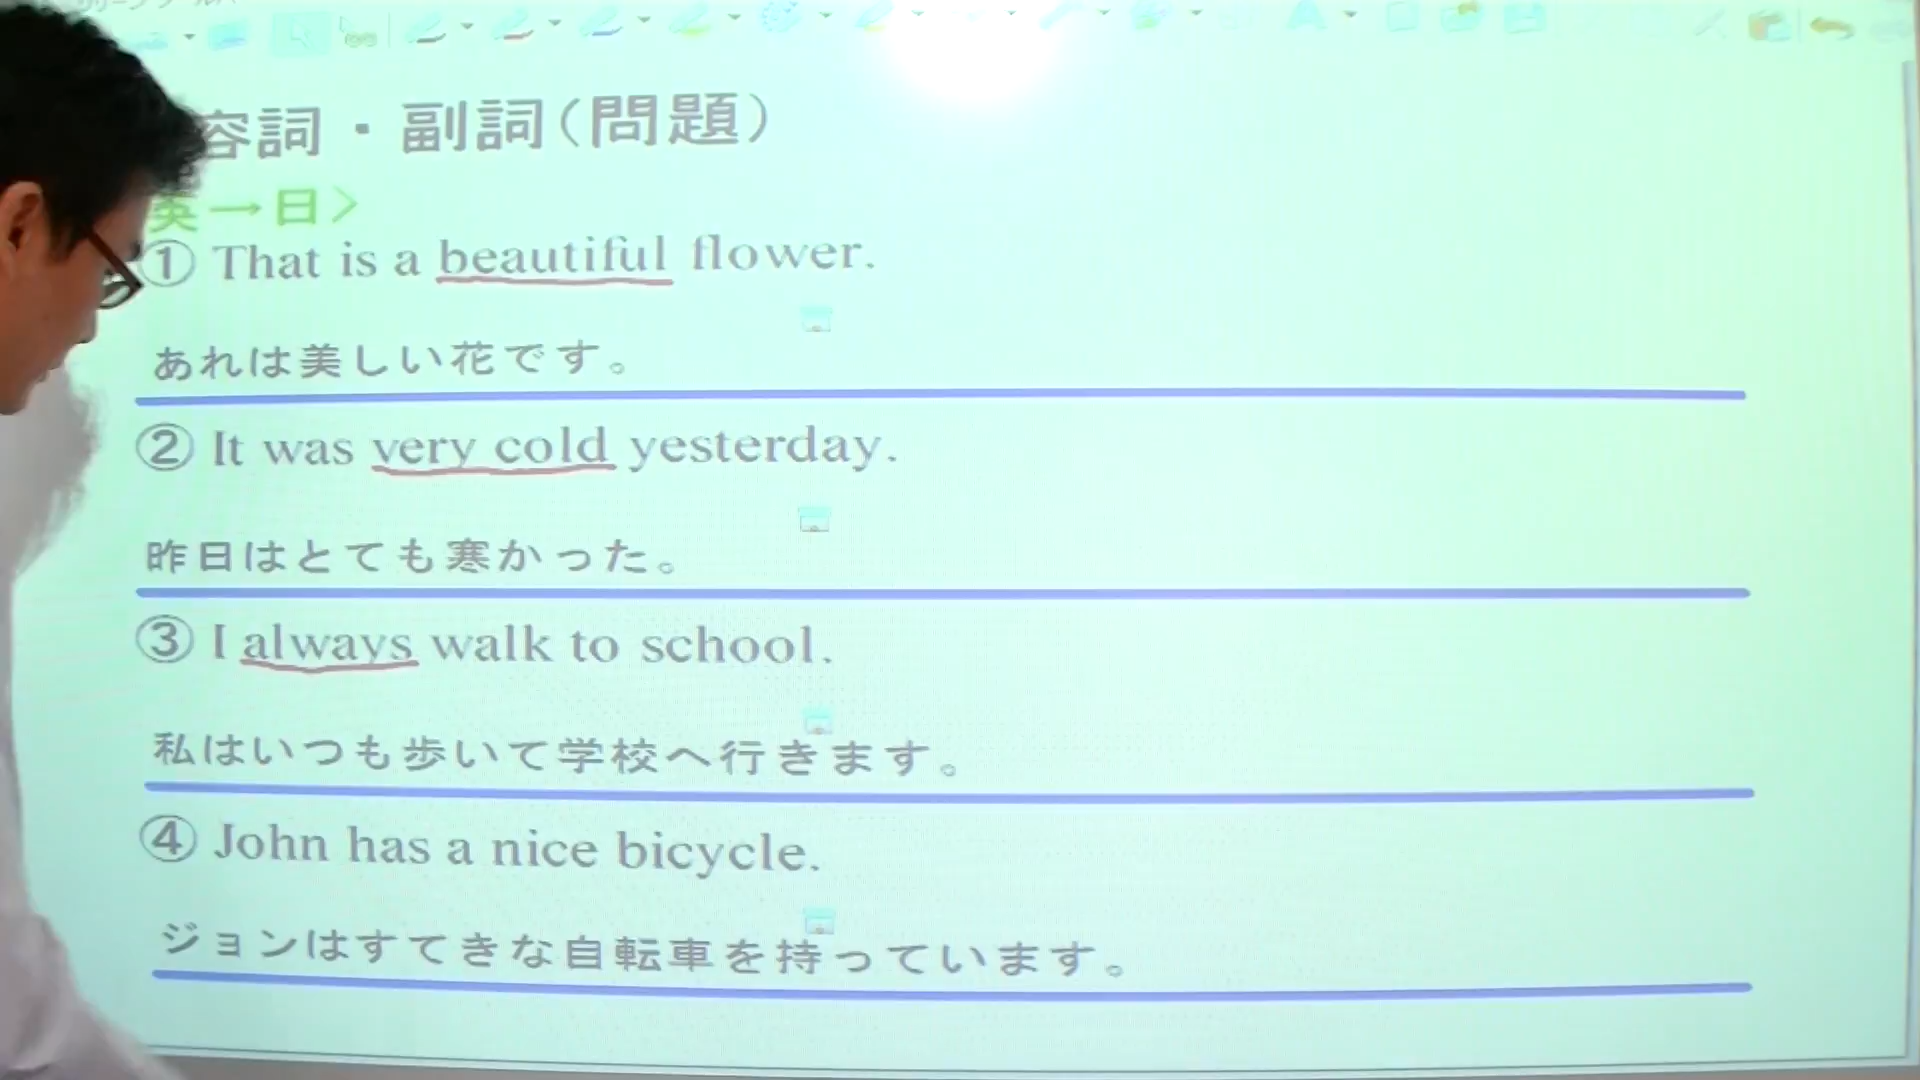 容詞・副詞(問題)
英→日>
① That is a beautiful flower.
あれは美しい花です。
② It was very cold yesterday.
昨日はとても寒かった。
③ I always walk to school.
私はいつも歩いて学校へ行きます。
④ John has a nice bicycle.
ジョンはすてきな自転車を持っています。